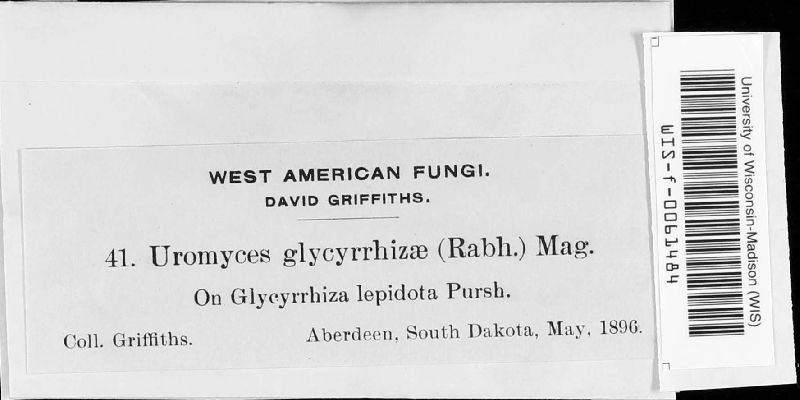 WEST AMERICAN FUNGI.
DAVID GRIFFITHS.
41. Uromyces glycyrrhizæ (Rabh.) Mag.
On Glycyrrhiza lepidota Pursh.
Coll. Griffiths. Aberdeen, South Dakota, May, 1896.
University of Wisconsin-Madison (WIS)
WIS-f-0061484